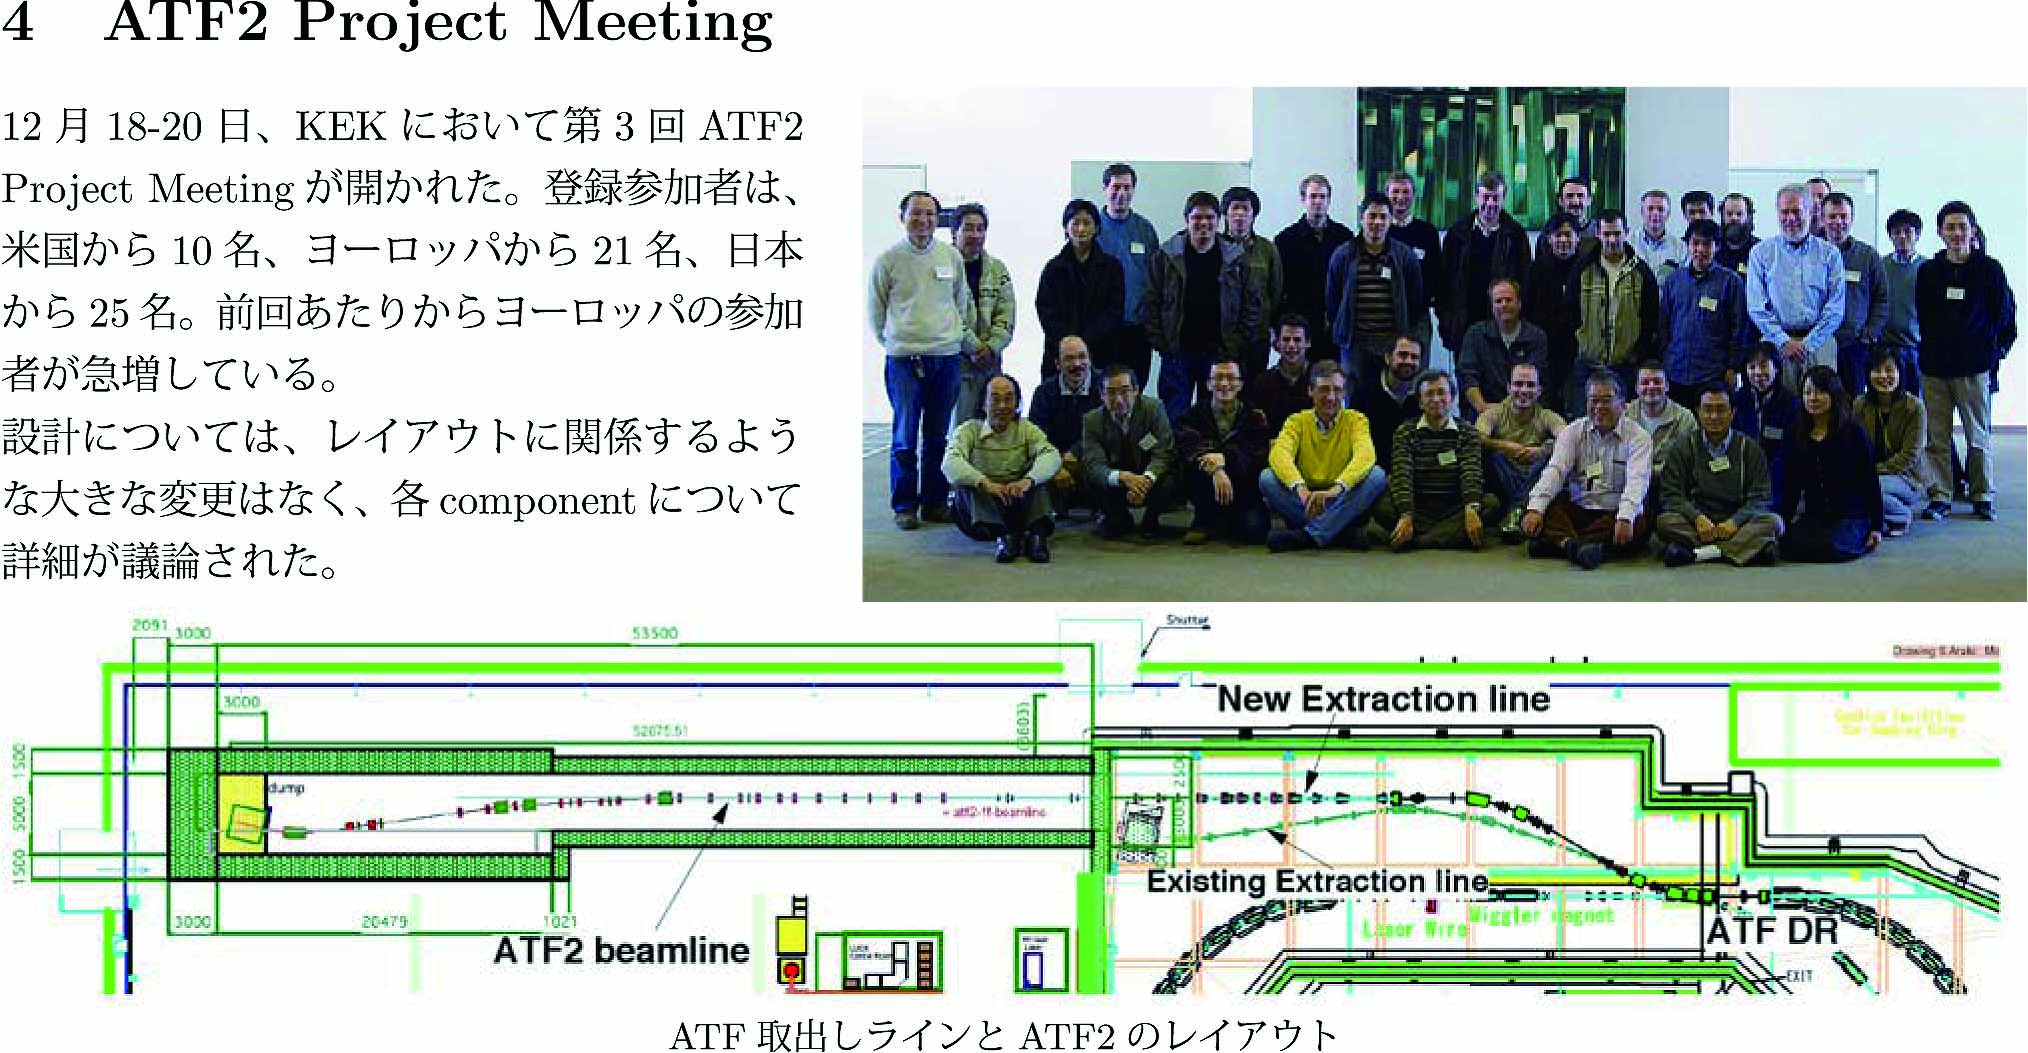 4 ATF2 Project Meeting
12 月 18-20 日、KEK において第 3 回 ATF2
Project Meeting が開かれた。登録参加者は、
米国から 10 名、ヨーロッパから 21 名、日本
から 25 名。前回あたりからヨーロッパの参加
者が急増している。
設計については、レイアウトに関係するよう
な大きな変更はなく、各 component について
詳細が議論された。
2091
3000
53500
Shutter
3000
New Extraction line
52675.51
1500
5000
1500
dump
Existing Extraction line
Laser Wire
3000
20479
1021
ATF2 beamline
ATF DR
EXIT
ATF 取出しラインと ATF2 のレイアウト